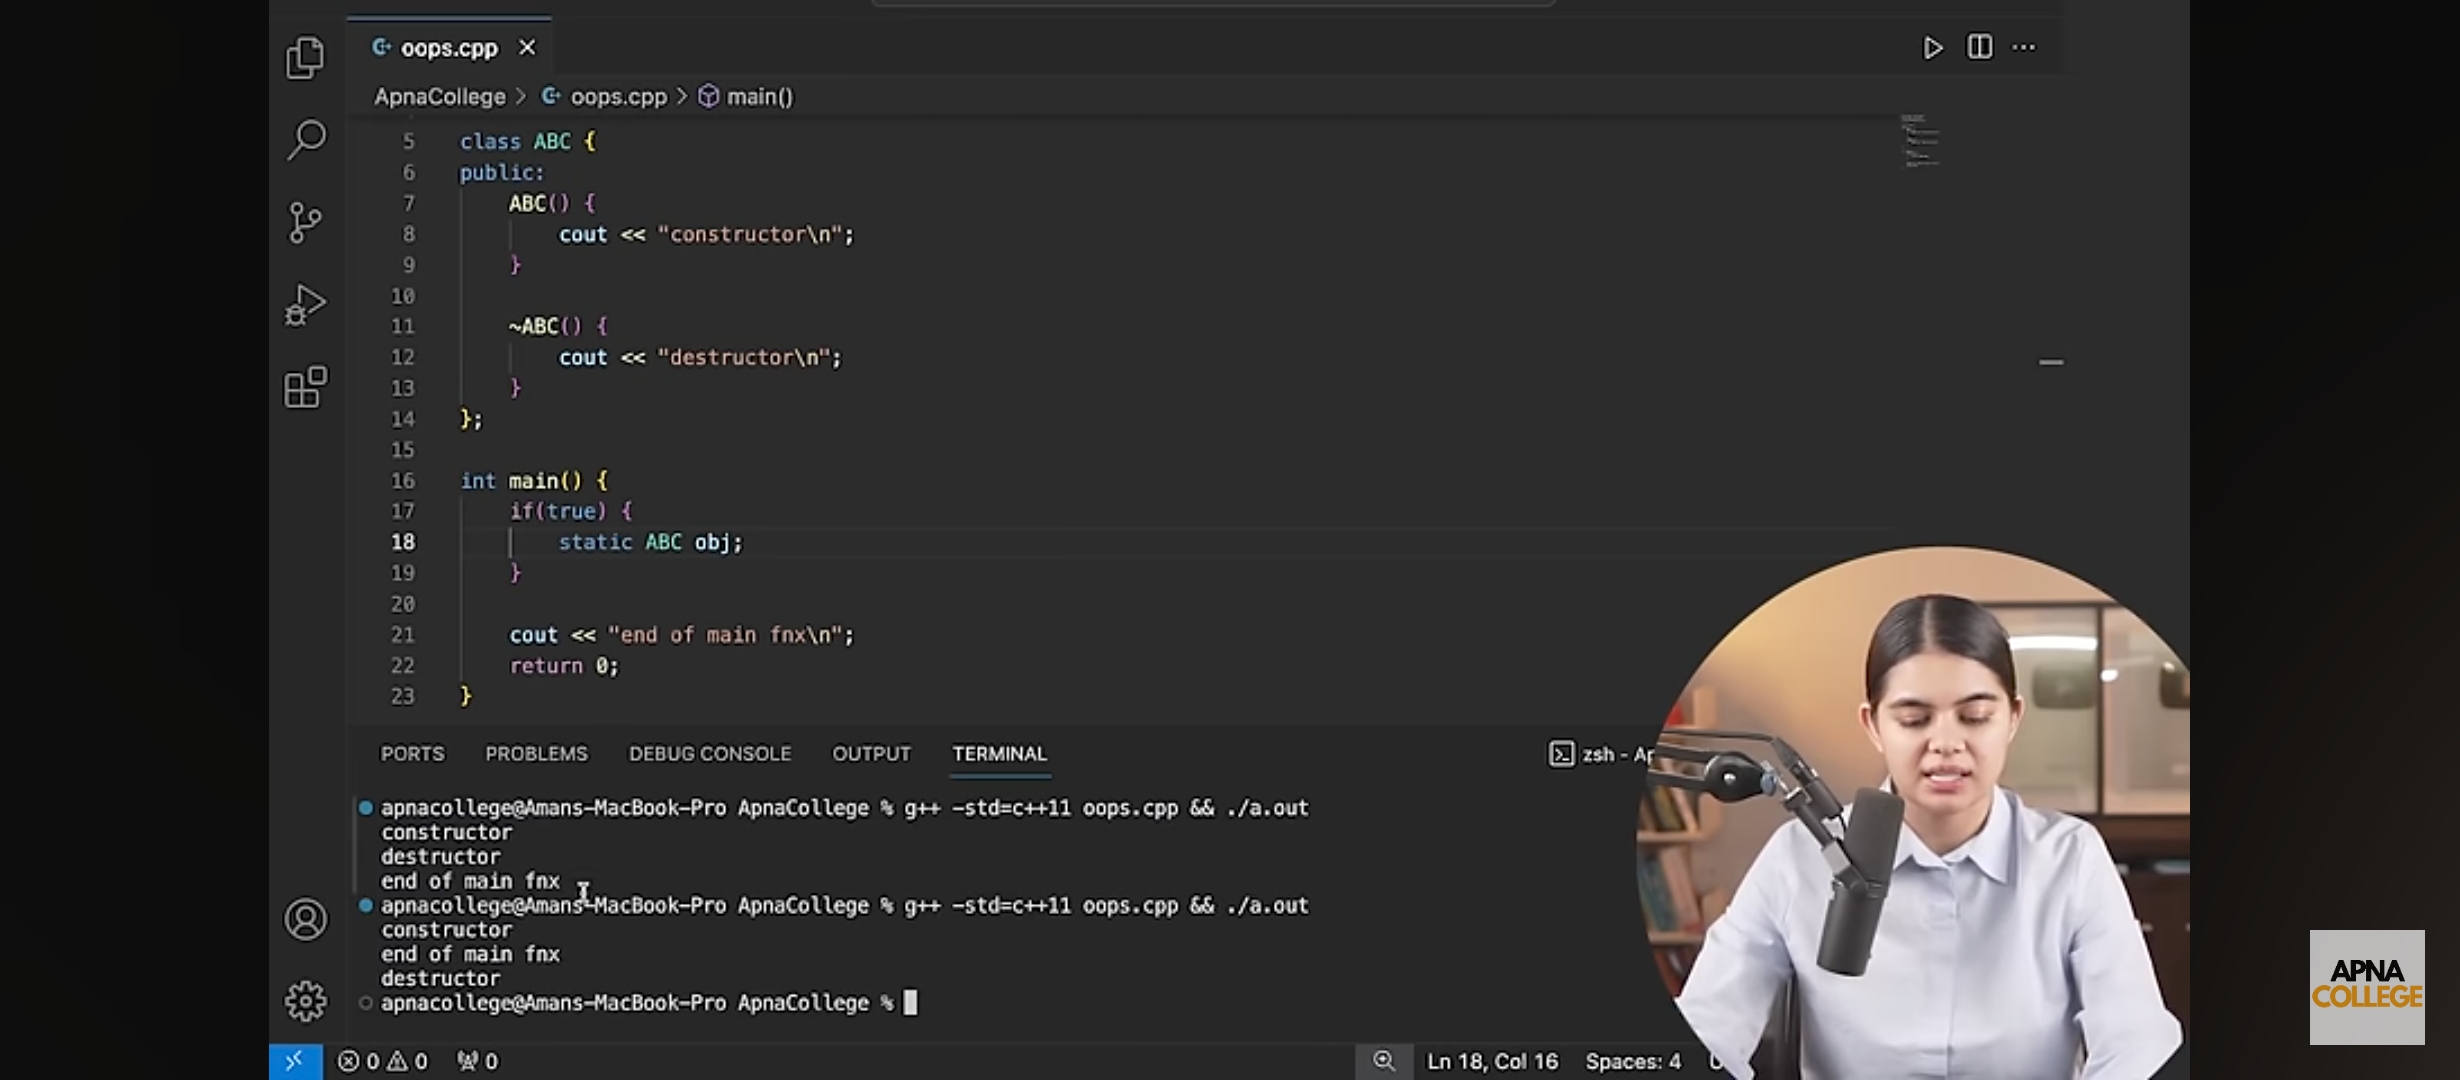 oops.cpp
ApnaCollege > oops.cpp > main()
5 class ABC {
6 public:
7 ABC() {
8 cout << "constructor\n";
9 }
10
11 ~ABC() {
12 cout << "destructor\n";
13 }
14 };
15
16 int main() {
17 if(true) {
18 static ABC obj;
19 }
20
21 cout << "end of main fnx\n";
22 return 0;
23 }
PORTS PROBLEMS DEBUG CONSOLE OUTPUT TERMINAL zsh - Ap
apnacollege@Amans-MacBook-Pro ApnaCollege % g++ -std=c++11 oops.cpp && ./a.out
constructor
destructor
end of main fnx
apnacollege@Amans-MacBook-Pro ApnaCollege % g++ -std=c++11 oops.cpp && ./a.out
constructor
end of main fnx
destructor
apnacollege@Amans-MacBook-Pro ApnaCollege %
0 0 0 Ln 18, Col 16 Spaces: 4
APNA
COLLEGE